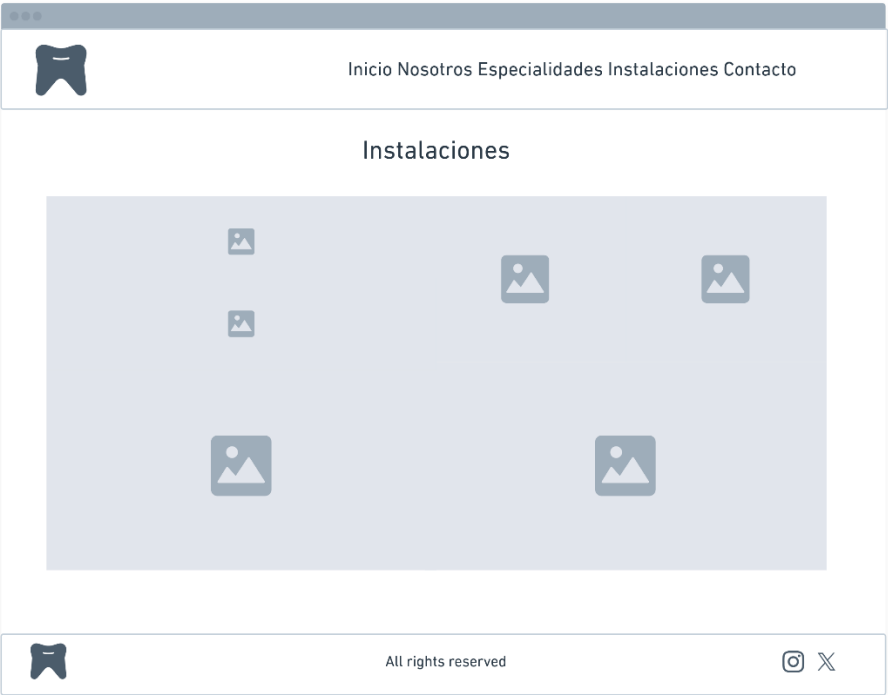 Inicio Nosotros Especialidades Instalaciones Contacto
Instalaciones
All rights reserved